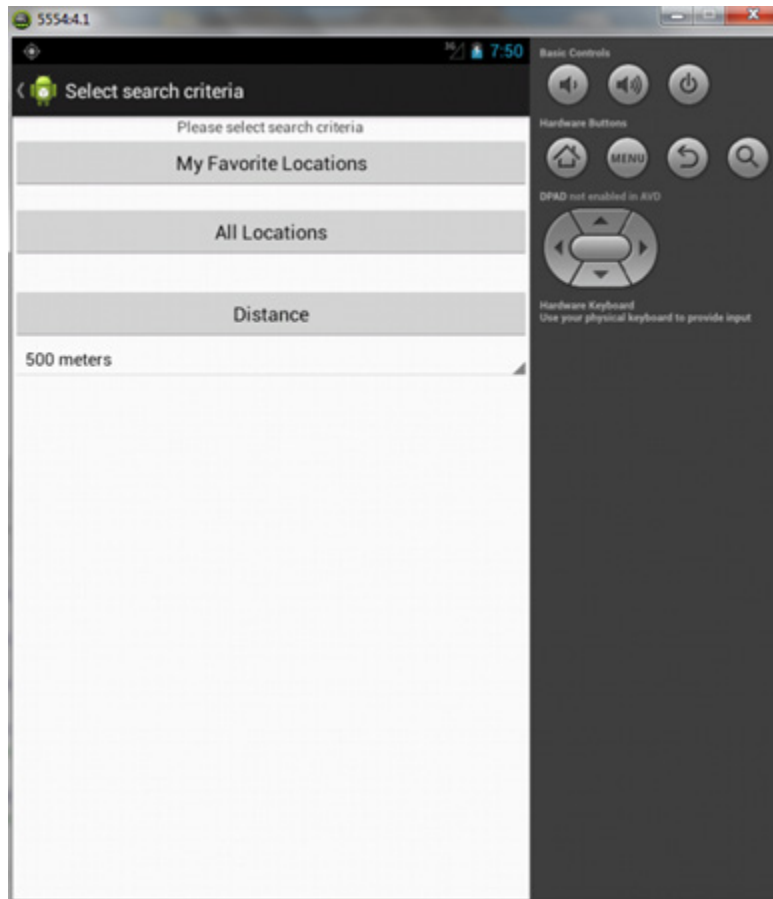 5554:4.1
3G 7:50
Select search criteria
Please select search criteria
My Favorite Locations
All Locations
Distance
500 meters
Basic Controls
Hardware Buttons
MENU
DPAD not enabled in AVD
Hardware Keyboard
Use your physical keyboard to provide input